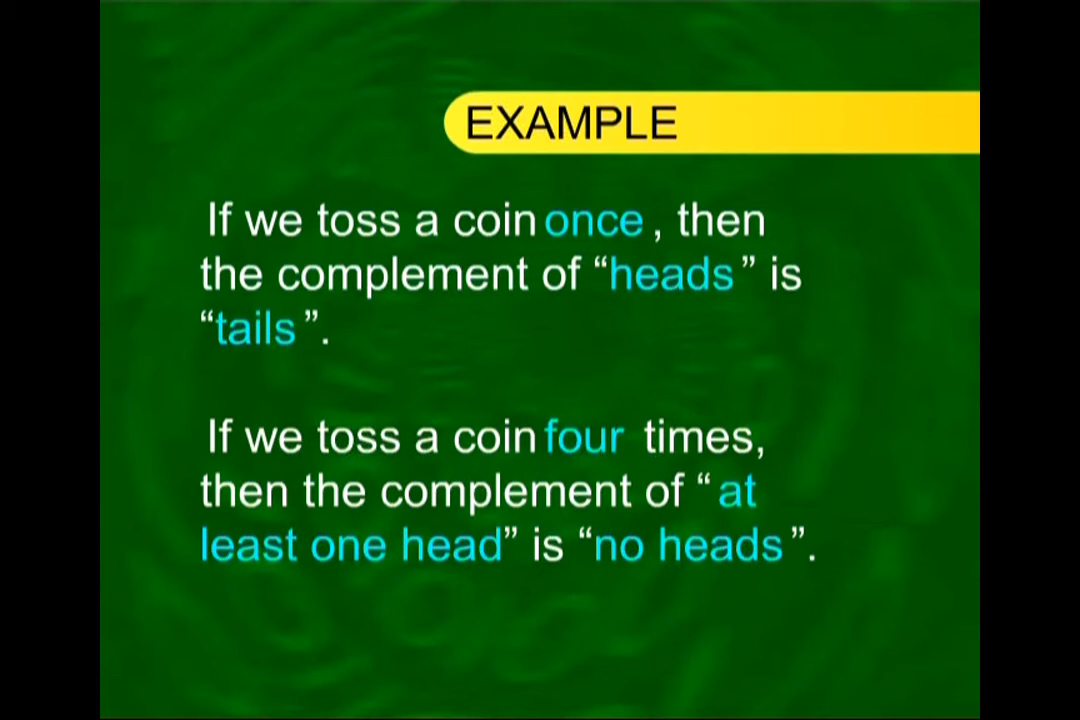 EXAMPLE
If we toss a coin once, then
the complement of “heads” is
“tails”.
If we toss a coin four times,
then the complement of “at
least one head” is “no heads”.